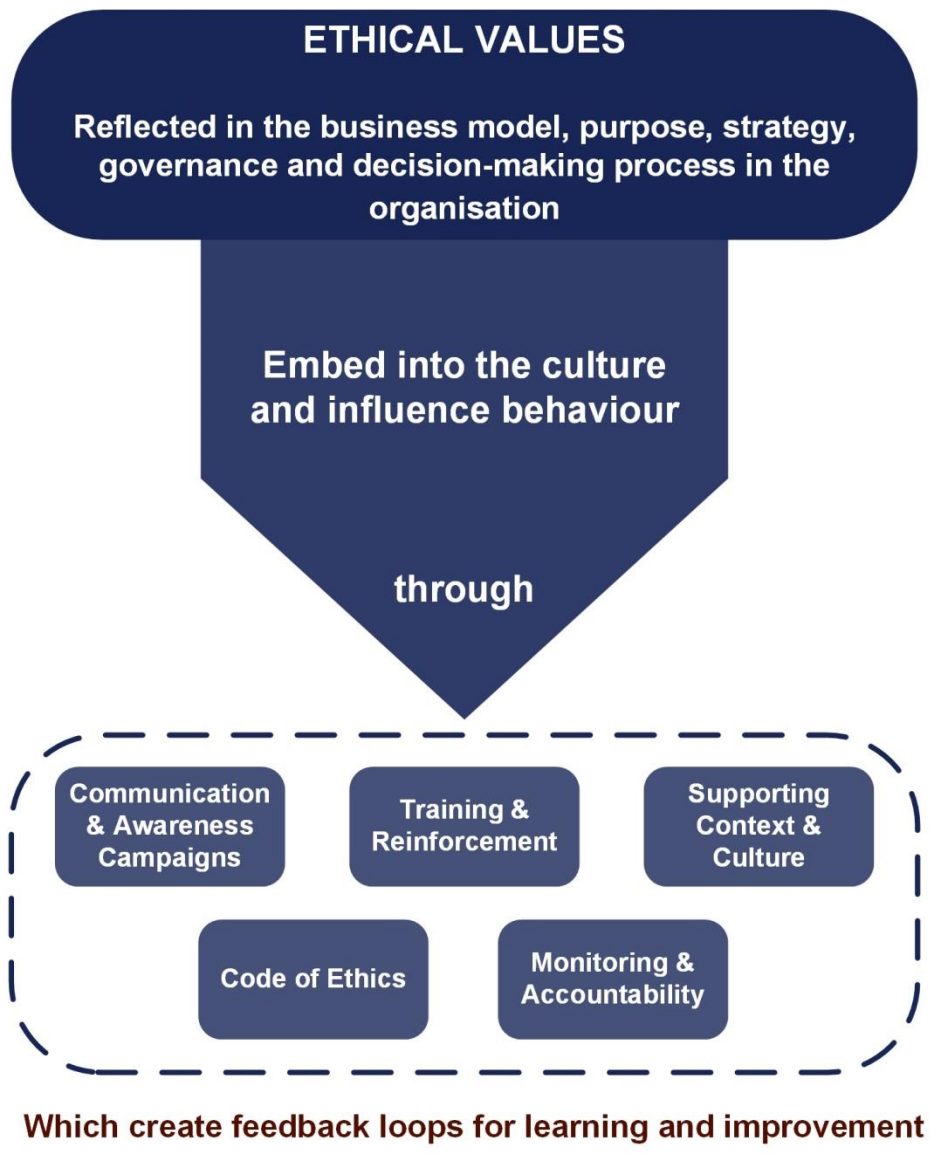 ETHICAL VALUES
Reflected in the business model, purpose, strategy,
governance and decision-making process in the
organisation
Embed into the culture
and influence behaviour
through
Communication
& Awareness
Campaigns
Training &
Reinforcement
Supporting
Context &
Culture
Code of Ethics
Monitoring &
Accountability
Which create feedback loops for learning and improvement